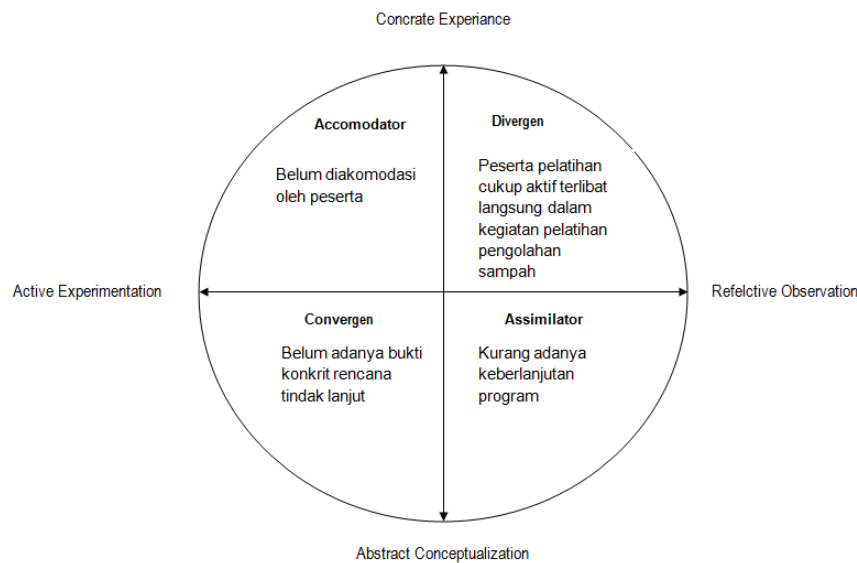 Concrate Experiance
Accomodator
Belum diakomodasi
oleh peserta
Divergen
Peserta pelatihan
cukup aktif terlibat
langsung dalam
kegiatan pelatihan
pengolahan
sampah
Active Experimentation
Refelctive Observation
Convergen
Belum adanya bukti
konkrit rencana
tindak lanjut
Assimilator
Kurang adanya
keberlanjutan
program
Abstract Conceptualization